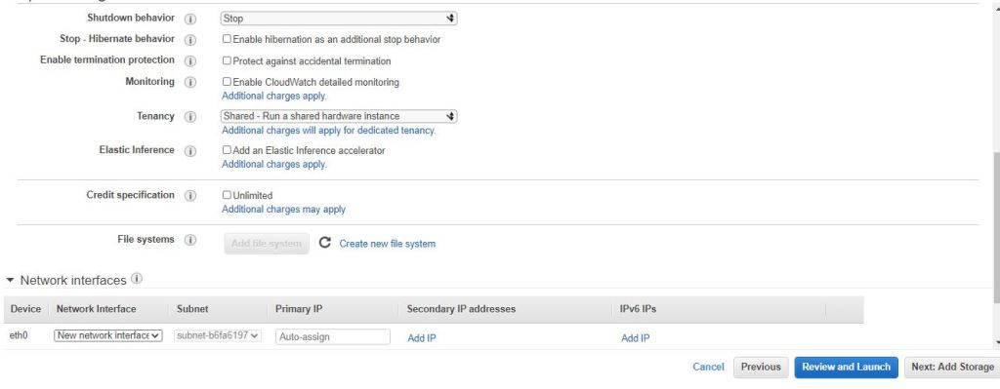 Shutdown behavior Stop
Stop - Hibernate behavior Enable hibernation as an additional stop behavior
Enable termination protection Protect against accidental termination
Monitoring Enable CloudWatch detailed monitoring
Additional charges apply.
Tenancy Shared - Run a shared hardware instance
Additional charges will apply for dedicated tenancy.
Elastic Inference Add an Elastic Inference accelerator
Additional charges apply.
Credit specification Unlimited
Additional charges may apply
File systems Add file system Create new file system
Network interfaces
Device Network Interface Subnet Primary IP Secondary IP addresses IPv6 IPs
eth0 New network interface subnet-b6fa6197 Auto-assign Add IP Add IP
Cancel Previous Review and Launch Next: Add Storage